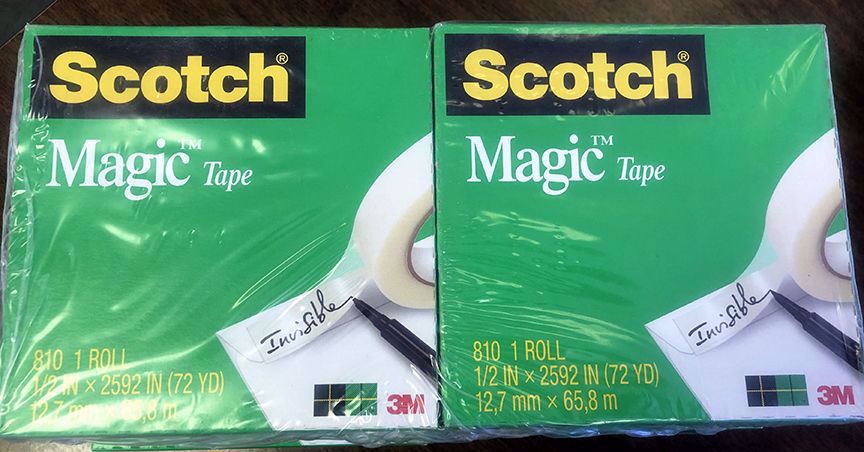 Scotch®
Magic™ Tape
Invisible
810 1 ROLL
1/2 IN × 2592 IN (72 YD)
12,7 mm × 65,8 m
3M
Scotch®
Magic™ Tape
Invisible
810 1 ROLL
1/2 IN × 2592 IN (72 YD)
12,7 mm × 65,8 m
3M